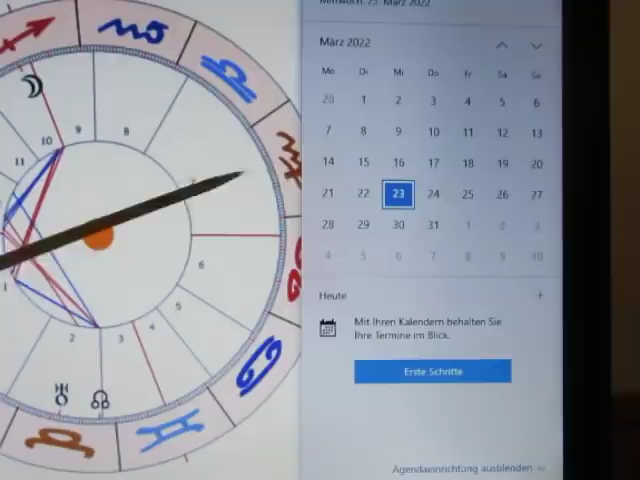 Mittwoch, 23. März 2022
März 2022
Mo Di Mi Do Fr Sa So
28 1 2 3 4 5 6
7 8 9 10 11 12 13
14 15 16 17 18 19 20
21 22 23 24 25 26 27
28 29 30 31 1 2 3
4 5 6 7 8 9 10
Heute
Mit Ihren Kalendern behalten Sie
Ihre Termine im Blick.
Erste Schritte
Agendaeinrichtung ausblenden
8
9
10
11
6
5
4
3
2
1